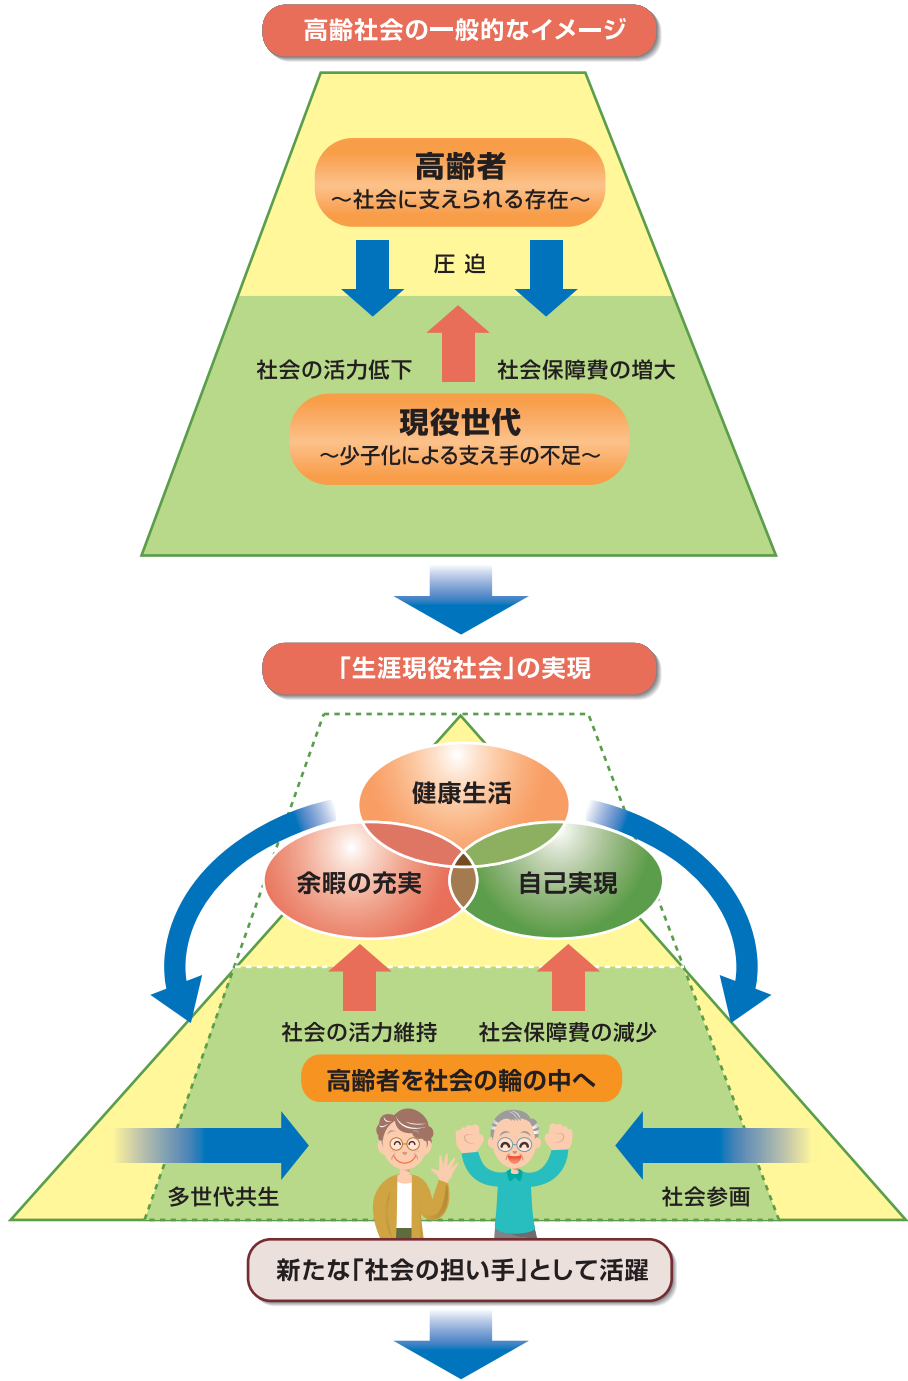 高齢社会の一般的なイメージ
高齢者
～社会に支えられる存在～
圧 迫
社会の活力低下
社会保障費の増大
現役世代
～少子化による支え手の不足～
「生涯現役社会」の実現
健康生活
余暇の充実
自己実現
社会の活力維持
社会保障費の減少
高齢者を社会の輪の中へ
多世代共生
社会参画
新たな「社会の担い手」として活躍